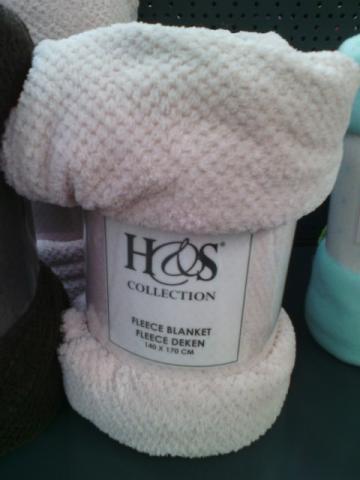 H&S®
COLLECTION
FLEECE BLANKET
FLEECE DEKEN
140 X 170 CM